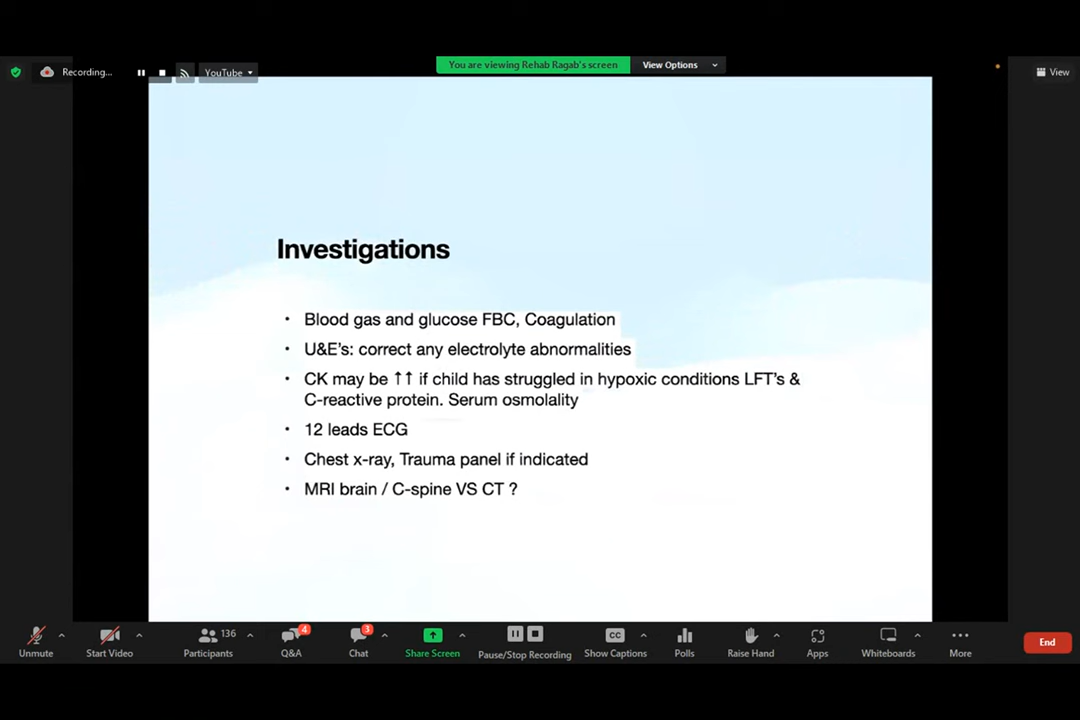 Recording...
YouTube
You are viewing Rehab Ragab's screen
View Options
View
Investigations
• Blood gas and glucose FBC, Coagulation
• U&E's: correct any electrolyte abnormalities
• CK may be ↑↑ if child has struggled in hypoxic conditions LFT's &
C-reactive protein. Serum osmolality
• 12 leads ECG
• Chest x-ray, Trauma panel if indicated
• MRI brain / C-spine VS CT ?
136
4
3
CC
Unmute
Start Video
Participants
Q&A
Chat
Share Screen
Pause/Stop Recording
Show Captions
Polls
Raise Hand
Apps
Whiteboards
More
End